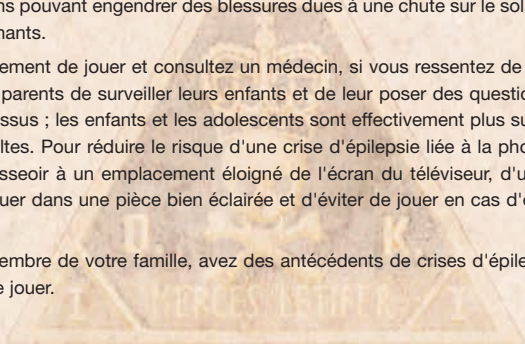 ns pouvant engendrer des blessures dues à une chute sur le sol
nants.
ement de jouer et consultez un médecin, si vous ressentez de
parents de surveiller leurs enfants et de leur poser des questio
ssus ; les enfants et les adolescents sont effectivement plus su
ltes. Pour réduire le risque d'une crise d'épilepsie liée à la pho
sseoir à un emplacement éloigné de l'écran du téléviseur, d'u
uer dans une pièce bien éclairée et d'éviter de jouer en cas d'
embre de votre famille, avez des antécédents de crises d'épile
e jouer.
П. K
I MERCES LETIFER I